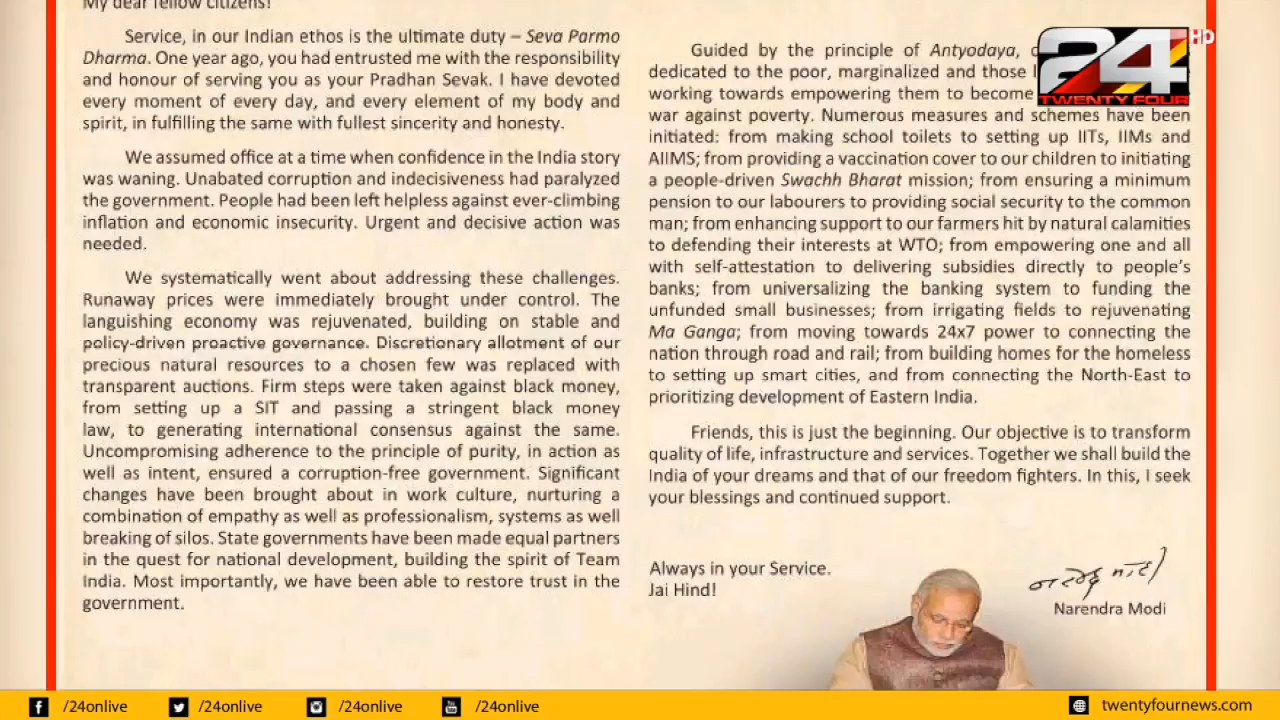 My dear fellow citizens!
Service, in our Indian ethos is the ultimate duty – Seva Parmo
Dharma. One year ago, you had entrusted me with the responsibility
and honour of serving you as your Pradhan Sevak. I have devoted
every moment of every day, and every element of my body and
spirit, in fulfilling the same with fullest sincerity and honesty.
We assumed office at a time when confidence in the India story
was waning. Unabated corruption and indecisiveness had paralyzed
the government. People had been left helpless against ever-climbing
inflation and economic insecurity. Urgent and decisive action was
needed.
We systematically went about addressing these challenges.
Runaway prices were immediately brought under control. The
languishing economy was rejuvenated, building on stable and
policy-driven proactive governance. Discretionary allotment of our
precious natural resources to a chosen few was replaced with
transparent auctions. Firm steps were taken against black money,
from setting up a SIT and passing a stringent black money
law, to generating international consensus against the same.
Uncompromising adherence to the principle of purity, in action as
well as intent, ensured a corruption-free government. Significant
changes have been brought about in work culture, nurturing a
combination of empathy as well as professionalism, systems as well
breaking of silos. State governments have been made equal partners
in the quest for national development, building the spirit of Team
India. Most importantly, we have been able to restore trust in the
government.
Guided by the principle of Antyodaya,
dedicated to the poor, marginalized and those
working towards empowering them to become
war against poverty. Numerous measures and schemes have been
initiated: from making school toilets to setting up IITs, IIMs and
AIIMS; from providing a vaccination cover to our children to initiating
a people-driven Swachh Bharat mission; from ensuring a minimum
pension to our labourers to providing social security to the common
man; from enhancing support to our farmers hit by natural calamities
to defending their interests at WTO; from empowering one and all
with self-attestation to delivering subsidies directly to people's
banks; from universalizing the banking system to funding the
unfunded small businesses; from irrigating fields to rejuvenating
Ma Ganga; from moving towards 24x7 power to connecting the
nation through road and rail; from building homes for the homeless
to setting up smart cities, and from connecting the North-East to
prioritizing development of Eastern India.
Friends, this is just the beginning. Our objective is to transform
quality of life, infrastructure and services. Together we shall build the
India of your dreams and that of our freedom fighters. In this, I seek
your blessings and continued support.
Always in your Service.
Jai Hind!
नरेन्द्र मोदी
Narendra Modi
24 HD
TWENTY FOUR
/24onlive
/24onlive
/24onlive
/24onlive
twentyfournews.com